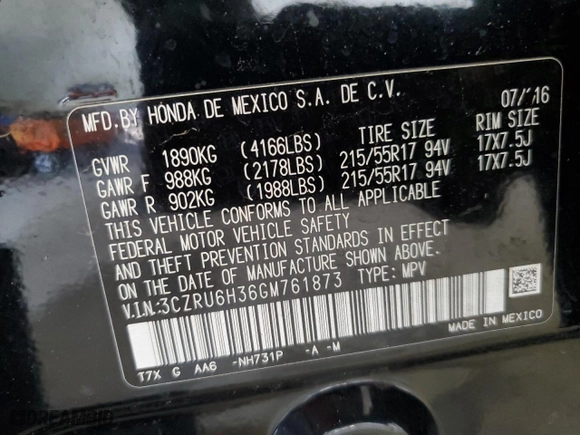 MFD. BY HONDA DE MEXICO S.A. DE C.V. 07/'16
TIRE SIZE RIM SIZE
GVWR 1890KG (4166LBS)
GAWR F 988KG (2178LBS) 215/55R17 94V 17X7.5J
GAWR R 902KG (1988LBS) 215/55R17 94V 17X7.5J
THIS VEHICLE CONFORMS TO ALL APPLICABLE
FEDERAL MOTOR VEHICLE SAFETY
AND THEFT PREVENTION STANDARDS IN EFFECT
ON THE DATE OF MANUFACTURE SHOWN ABOVE.
V.I.N.:3CZRU6H36GM761873 TYPE: MPV
T7X G AA6 -NH731P -A -M MADE IN MEXICO
DREAMBID